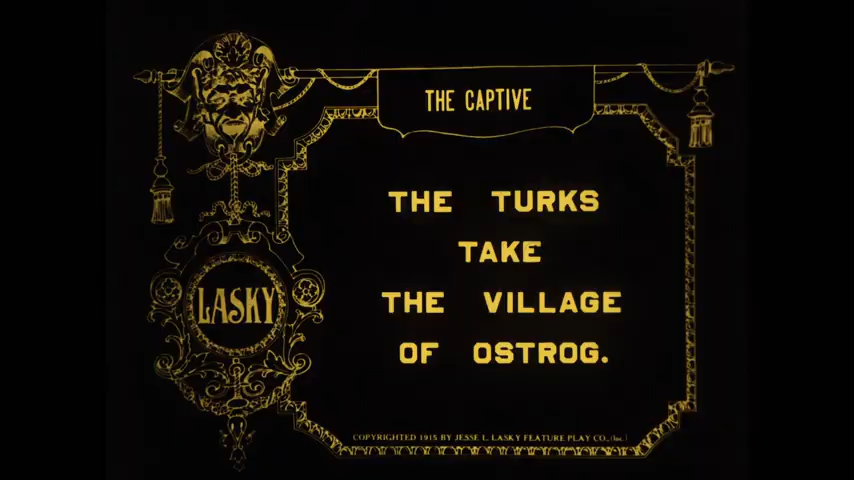 THE CAPTIVE
THE TURKS
TAKE
THE VILLAGE
OF OSTROG.
LASKY
COPYRIGHTED 1915 BY JESSE L. LASKY FEATURE PLAY CO., (Inc.)